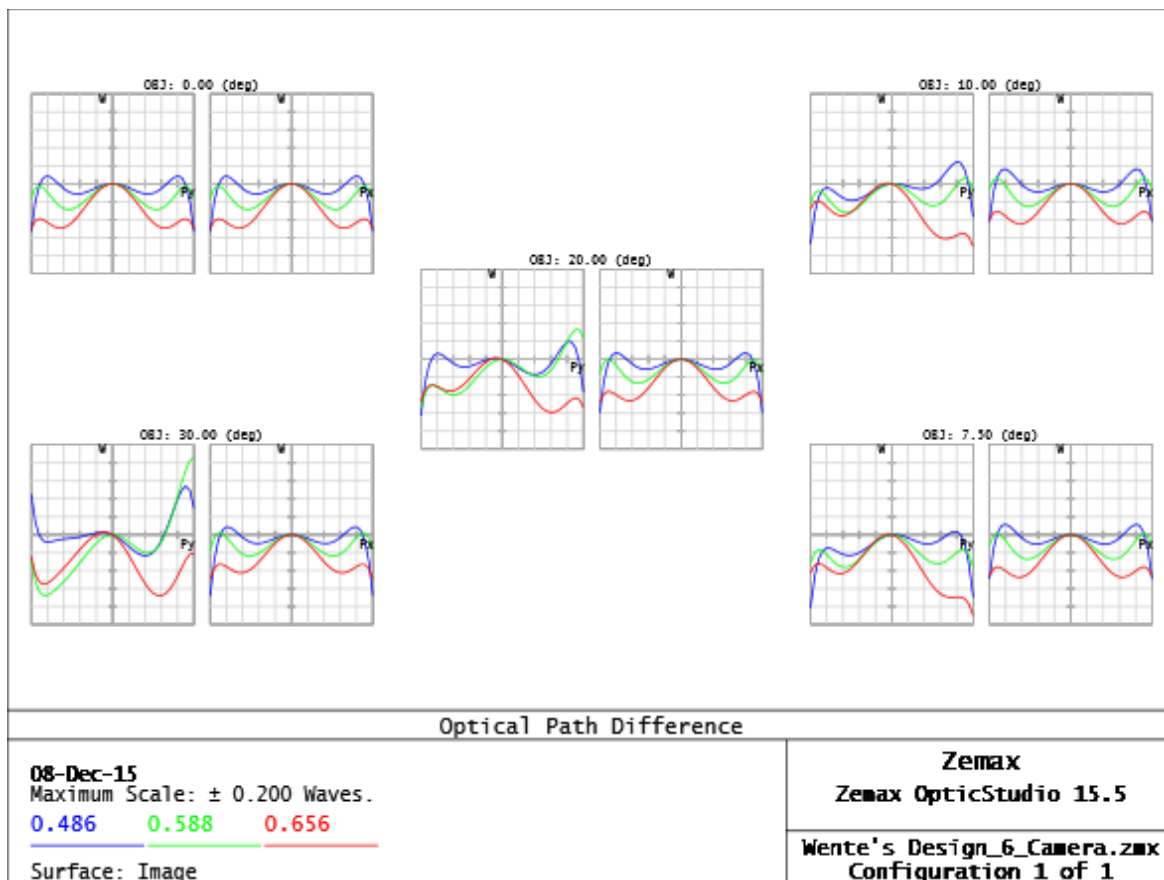 OBJ: 0.00 (deg)
W
Py
W
Px
OBJ: 10.00 (deg)
W
Py
W
Px
OBJ: 20.00 (deg)
W
Py
W
Px
OBJ: 30.00 (deg)
W
Py
W
Px
OBJ: 7.50 (deg)
W
Py
W
Px
Optical Path Difference
08-Dec-15
Maximum Scale: ± 0.200 Waves.
0.486 0.588 0.656
Surface: Image
Zemax
Zemax OpticStudio 15.5
Wente's Design_6_Camera.zmx
Configuration 1 of 1